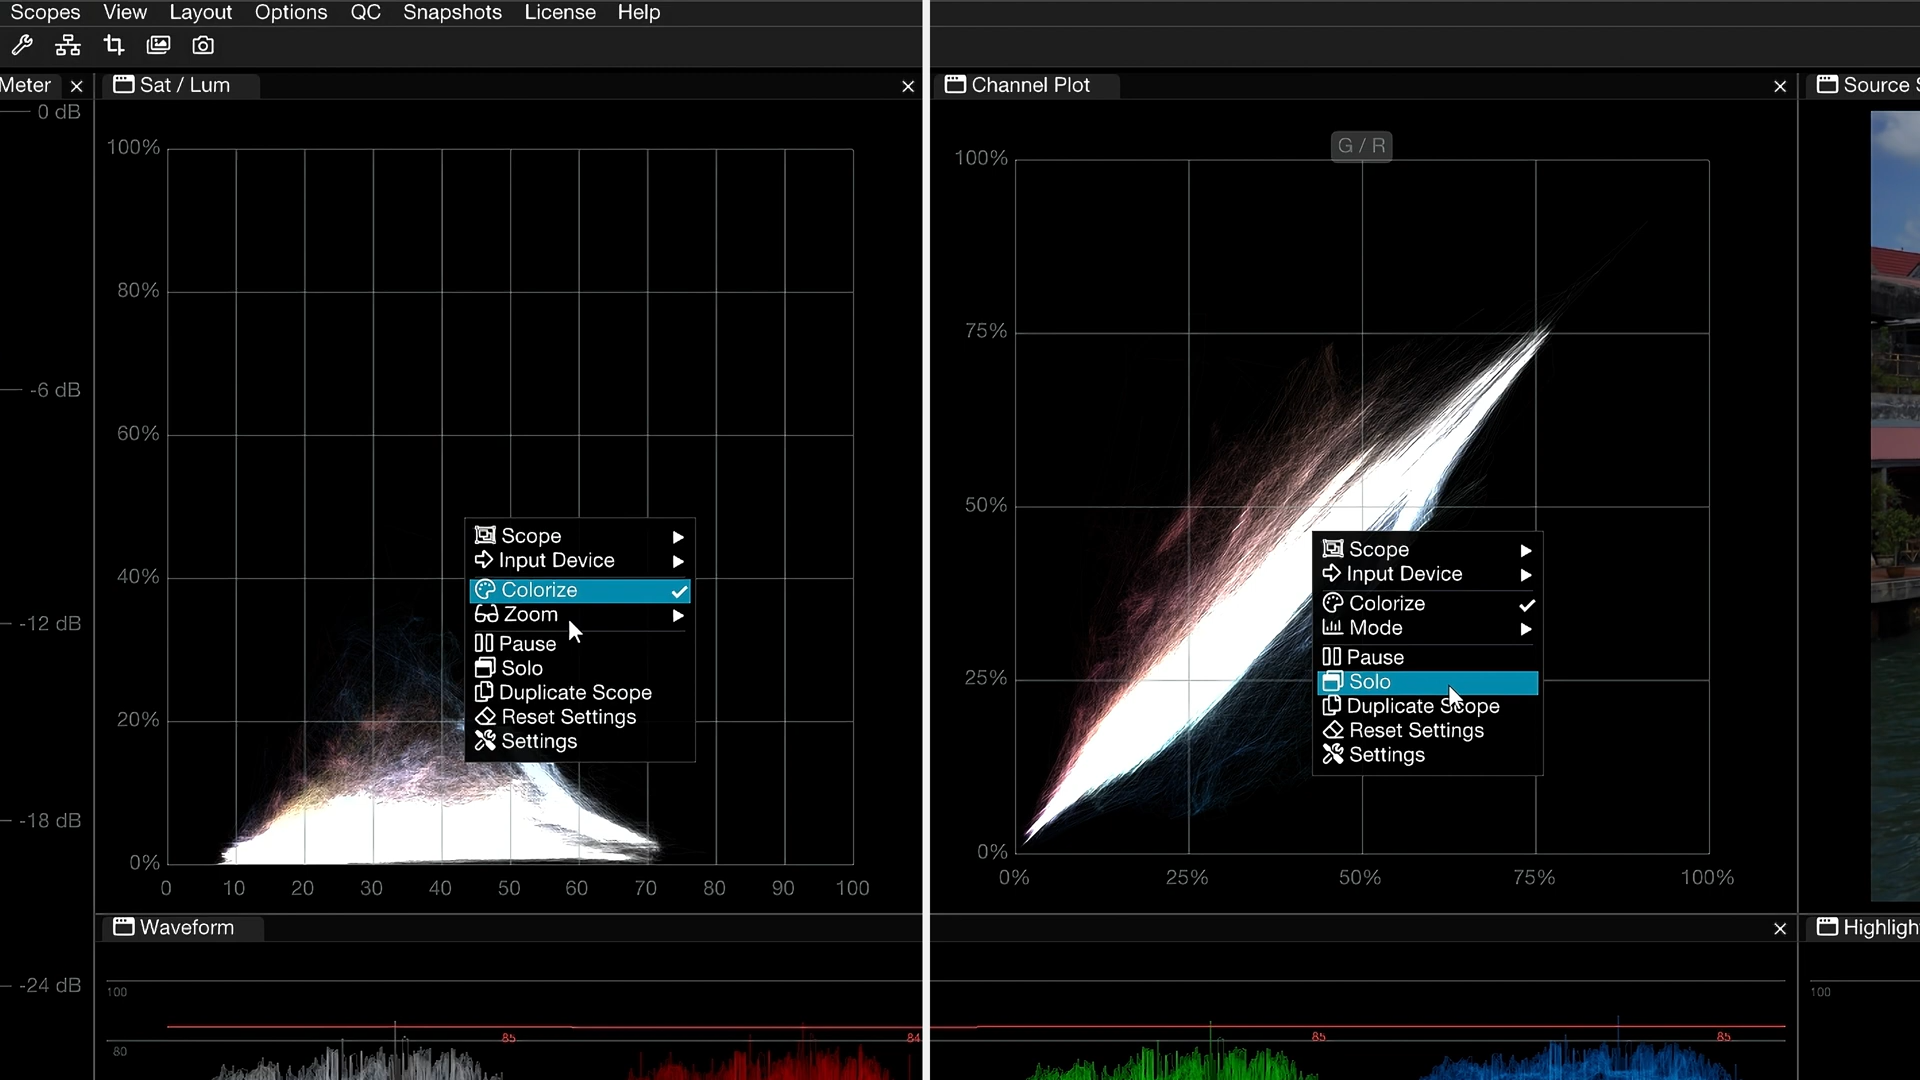 Scopes View Layout Options QC Snapshots License Help
Meter
Sat / Lum
Channel Plot
Source
0 dB
-6 dB
-12 dB
-18 dB
-24 dB
100%
80%
60%
40%
20%
0%
0 10 20 30 40 50 60 70 80 90 100
Scope
Input Device
Colorize
Zoom
Pause
Solo
Duplicate Scope
Reset Settings
Settings
G / R
100%
75%
50%
25%
0%
0% 25% 50% 75% 100%
Scope
Input Device
Colorize
Mode
Pause
Solo
Duplicate Scope
Reset Settings
Settings
Waveform
100
80
85
84
85
85
Highligh
100